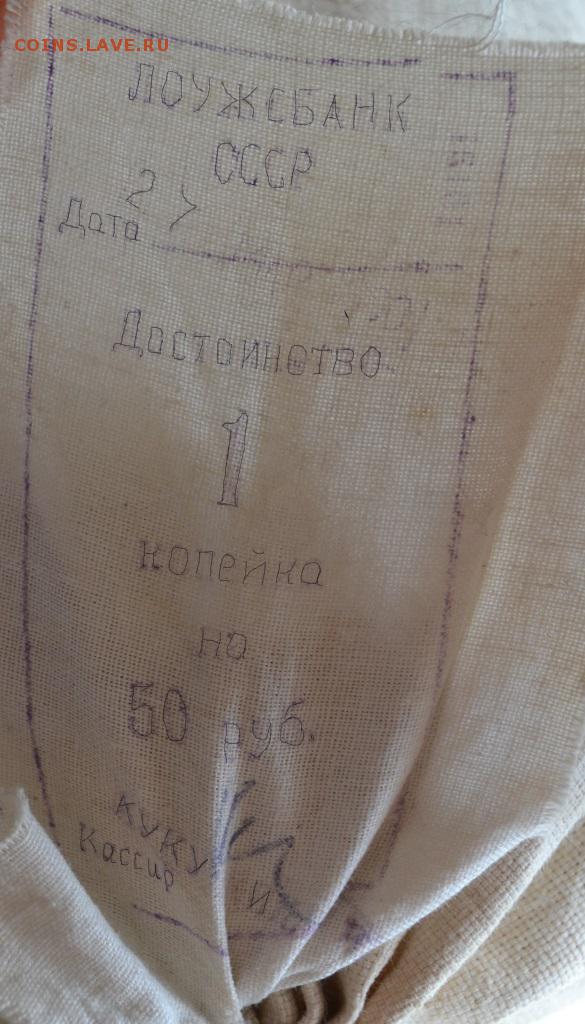 COINS.LAVE.RU
ЛОУЖСБАНК
СССР
Дата
Достоинство
1
копейка
на
50 руб.
Кассир